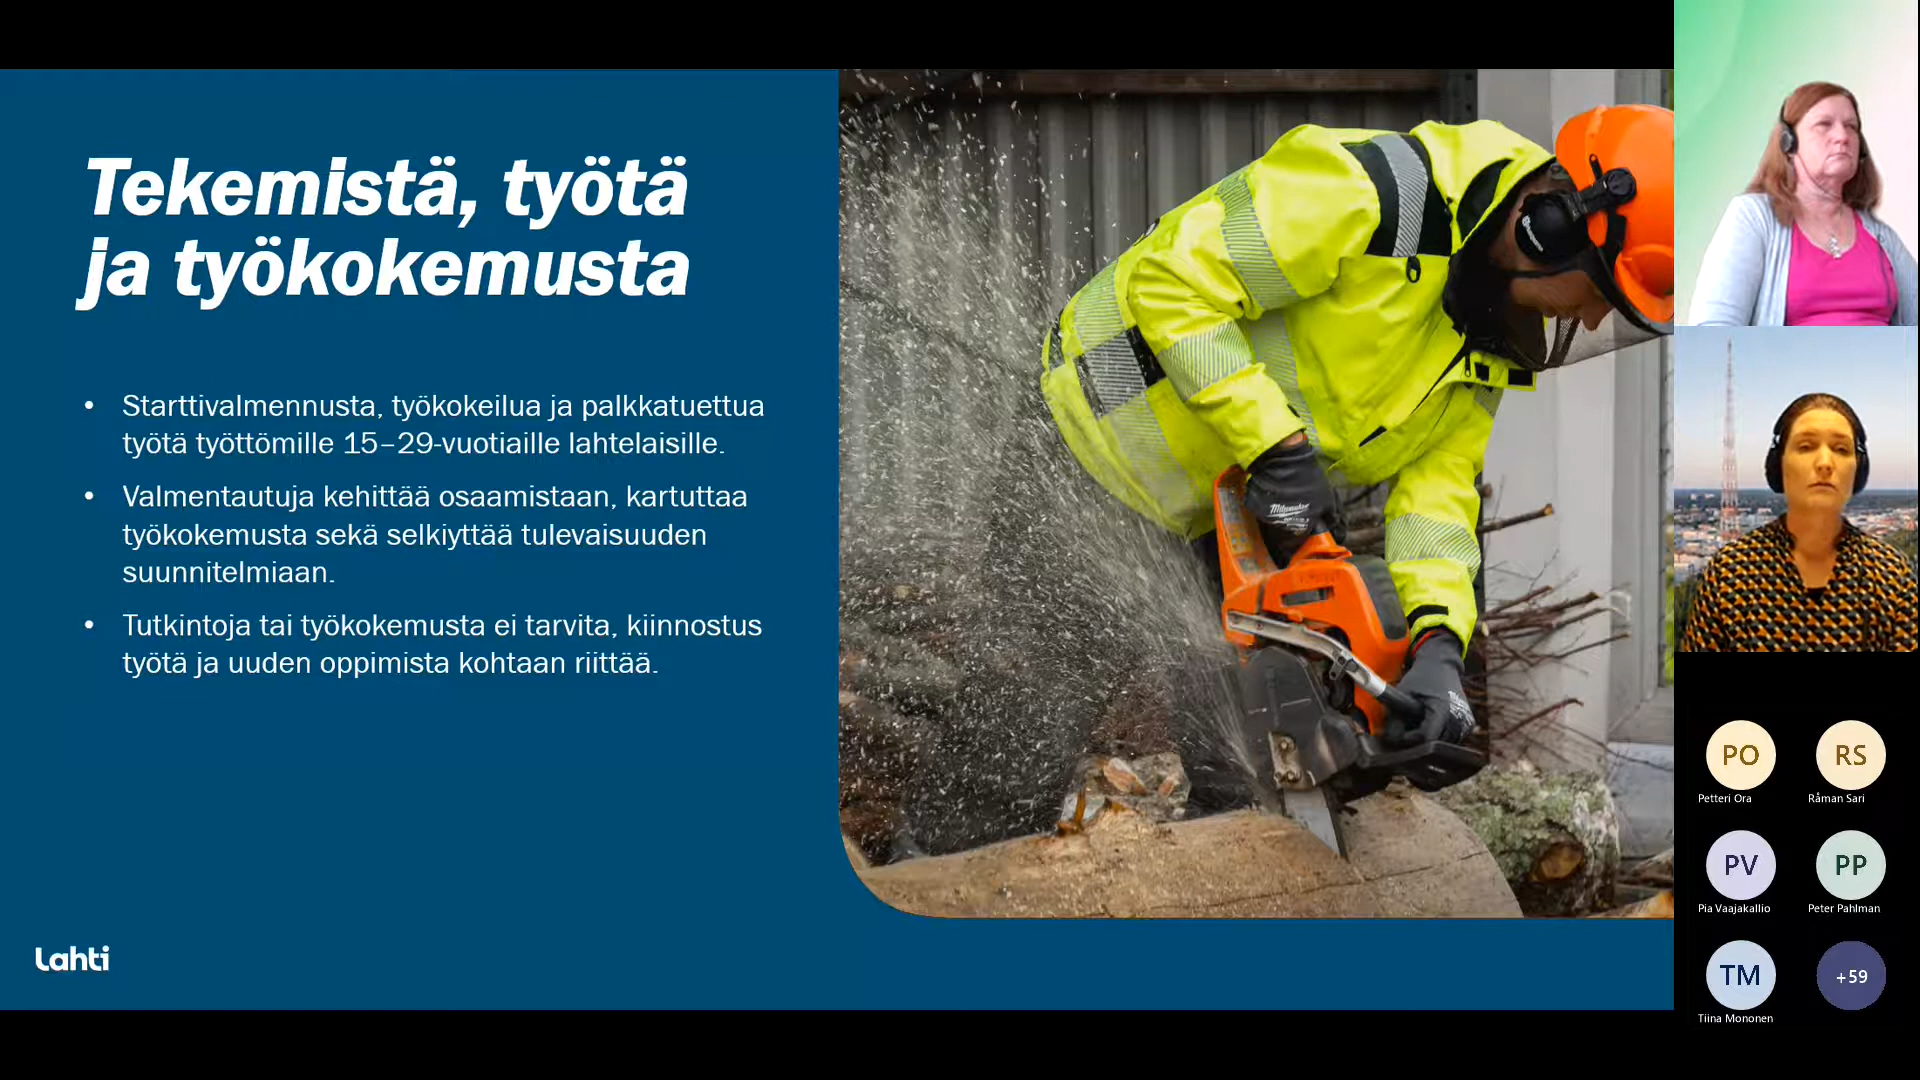 Tekemistä, työtä
ja työkokemusta
• Starttivalmennusta, työkokeilua ja palkkatuettua
työtä työttömille 15–29-vuotiaille lahtelaisille.
• Valmentautuja kehittää osaamistaan, kartuttaa
työkokemusta sekä selkiyttää tulevaisuuden
suunnitelmiaan.
• Tutkintoja tai työkokemusta ei tarvita, kiinnostus
työtä ja uuden oppimista kohtaan riittää.
Lahti
Milwaukee
PO
Petteri Ora
RS
Råman Sari
PV
Pia Vaajakallio
PP
Peter Pahlman
TM
Tiina Mononen
+59